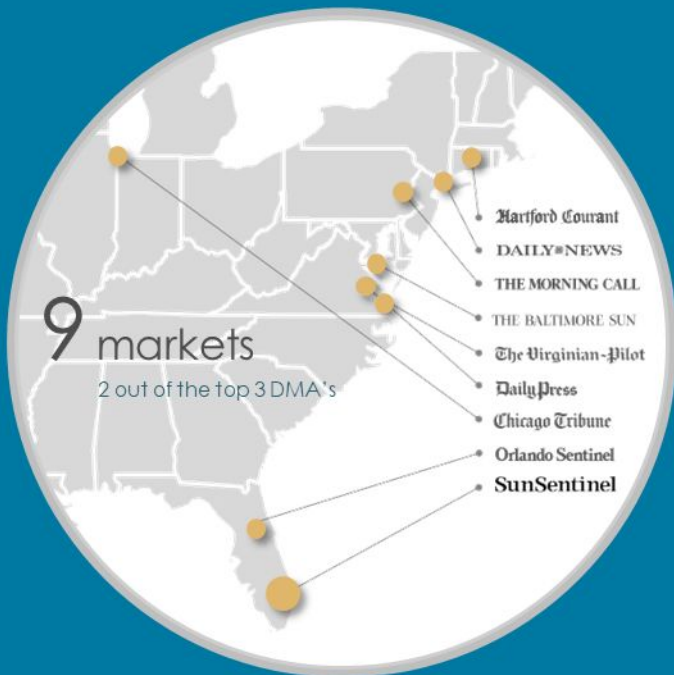 9 markets
2 out of the top 3 DMA's
Hartford Courant
DAILY NEWS
THE MORNING CALL
THE BALTIMORE SUN
The Virginian-Pilot
Daily Press
Chicago Tribune
Orlando Sentinel
SunSentinel